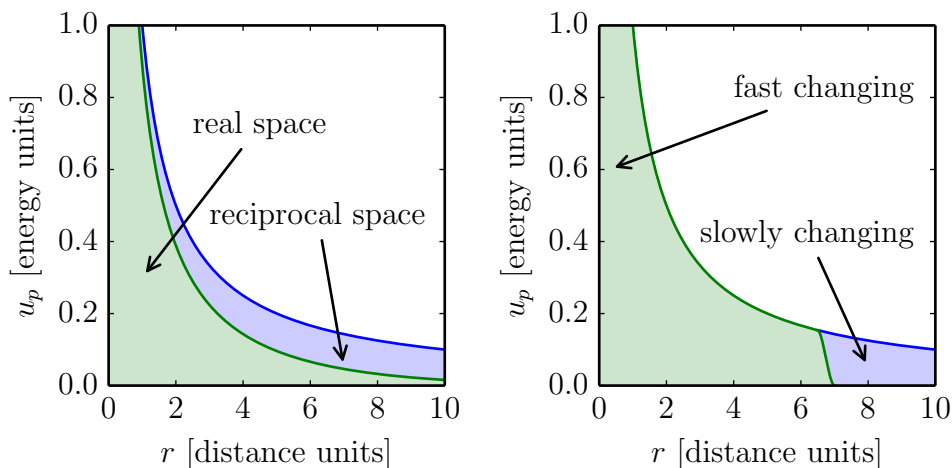 1.0
0.8
0.6
0.4
0.2
0.0
0 2 4 6 8 10
u_p [energy units]
r [distance units]
real space
reciprocal space
1.0
0.8
0.6
0.4
0.2
0.0
0 2 4 6 8 10
u_p [energy units]
r [distance units]
fast changing
slowly changing